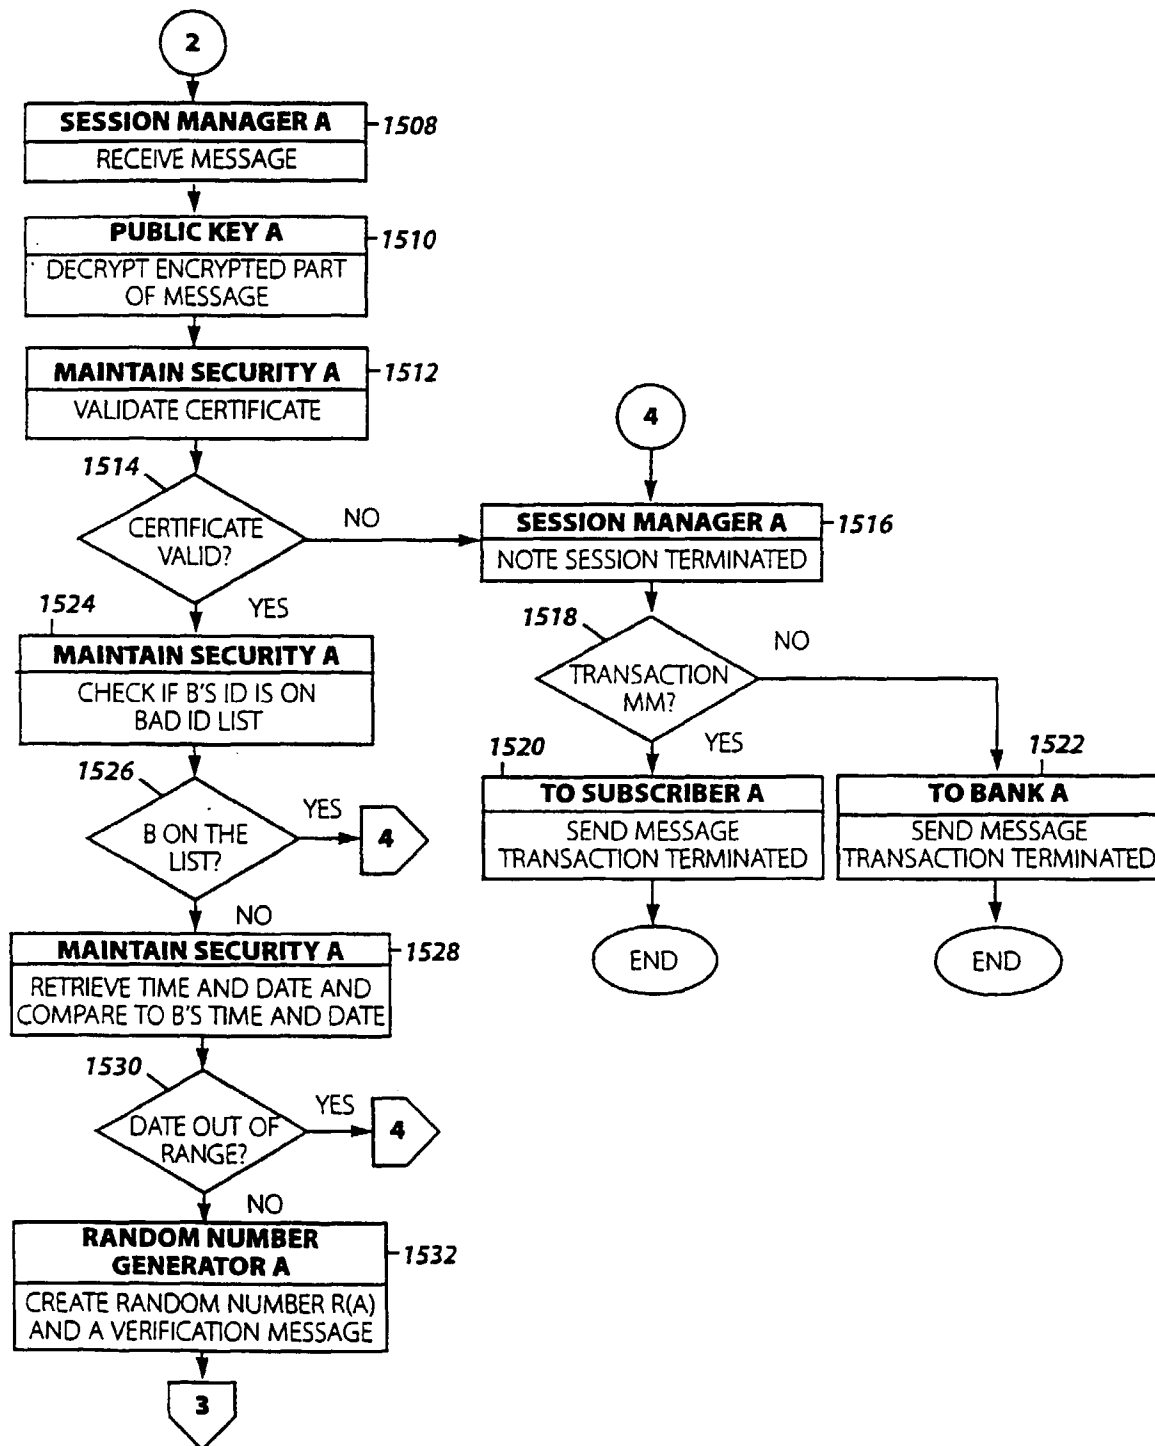 2
SESSION MANAGER A
1508
RECEIVE MESSAGE
PUBLIC KEY A
1510
DECRYPT ENCRYPTED PART
OF MESSAGE
MAINTAIN SECURITY A
1512
VALIDATE CERTIFICATE
1514
CERTIFICATE
VALID?
NO
YES
4
SESSION MANAGER A
1516
NOTE SESSION TERMINATED
1518
TRANSACTION
MM?
NO
YES
1520
TO SUBSCRIBER A
SEND MESSAGE
TRANSACTION TERMINATED
END
1522
TO BANK A
SEND MESSAGE
TRANSACTION TERMINATED
END
1524
MAINTAIN SECURITY A
CHECK IF B'S ID IS ON
BAD ID LIST
1526
B ON THE
LIST?
YES
4
NO
MAINTAIN SECURITY A
1528
RETRIEVE TIME AND DATE AND
COMPARE TO B'S TIME AND DATE
1530
DATE OUT OF
RANGE?
YES
4
NO
RANDOM NUMBER
GENERATOR A
1532
CREATE RANDOM NUMBER R(A)
AND A VERIFICATION MESSAGE
3